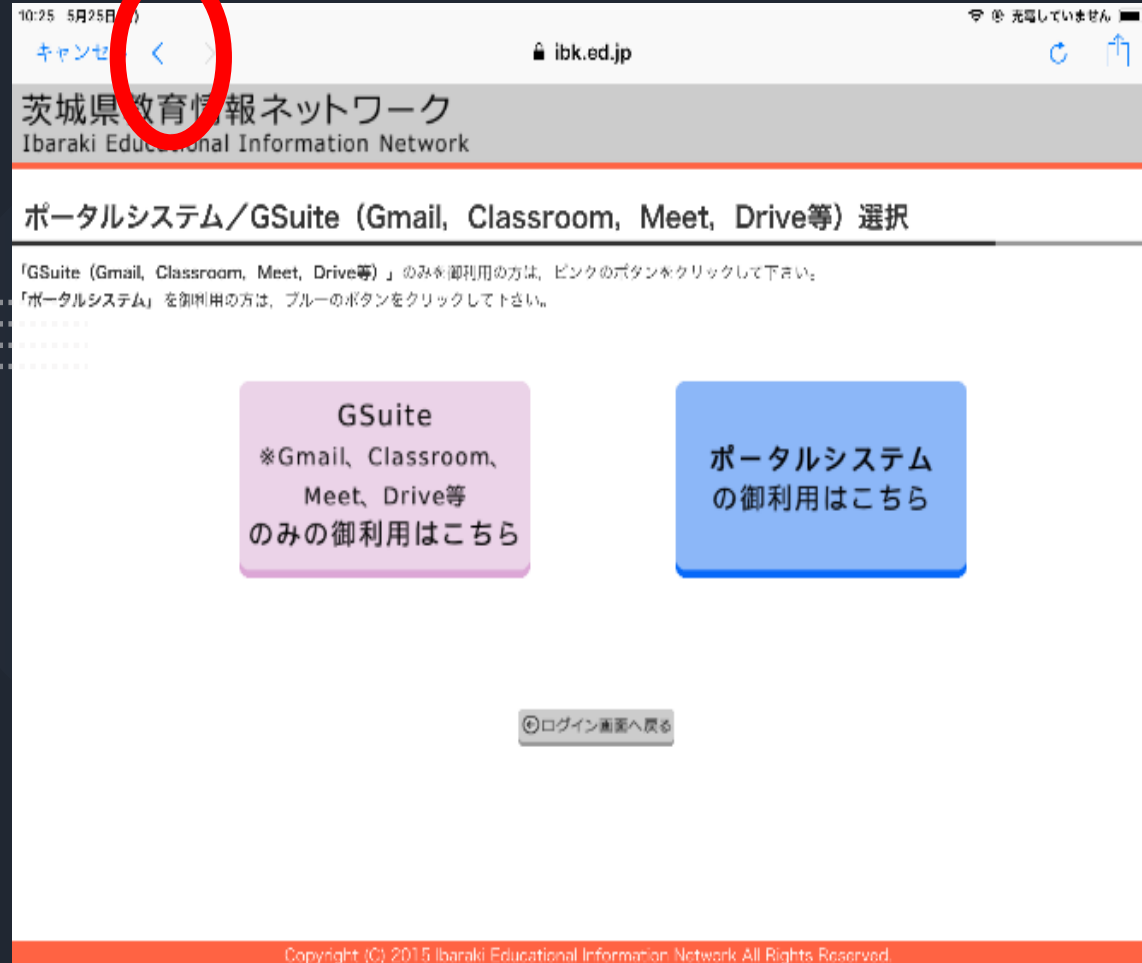 10:25 5月25日
充電していません
キャンセ
ibk.ed.jp
茨城県教育情報ネットワーク
Ibaraki Educational Information Network
ポータルシステム／GSuite（Gmail，Classroom，Meet，Drive等）選択
「GSuite（Gmail，Classroom，Meet，Drive等）」のみを御利用の方は，ピンクのボタンをクリックして下さい。
「ポータルシステム」を御利用の方は，ブルーのボタンをクリックして下さい。
GSuite
※Gmail、Classroom、
Meet、Drive等
のみの御利用はこちら
ポータルシステム
の御利用はこちら
ログイン画面へ戻る
Copyright (C) 2015 Ibaraki Educational Information Network All Rights Reserved.